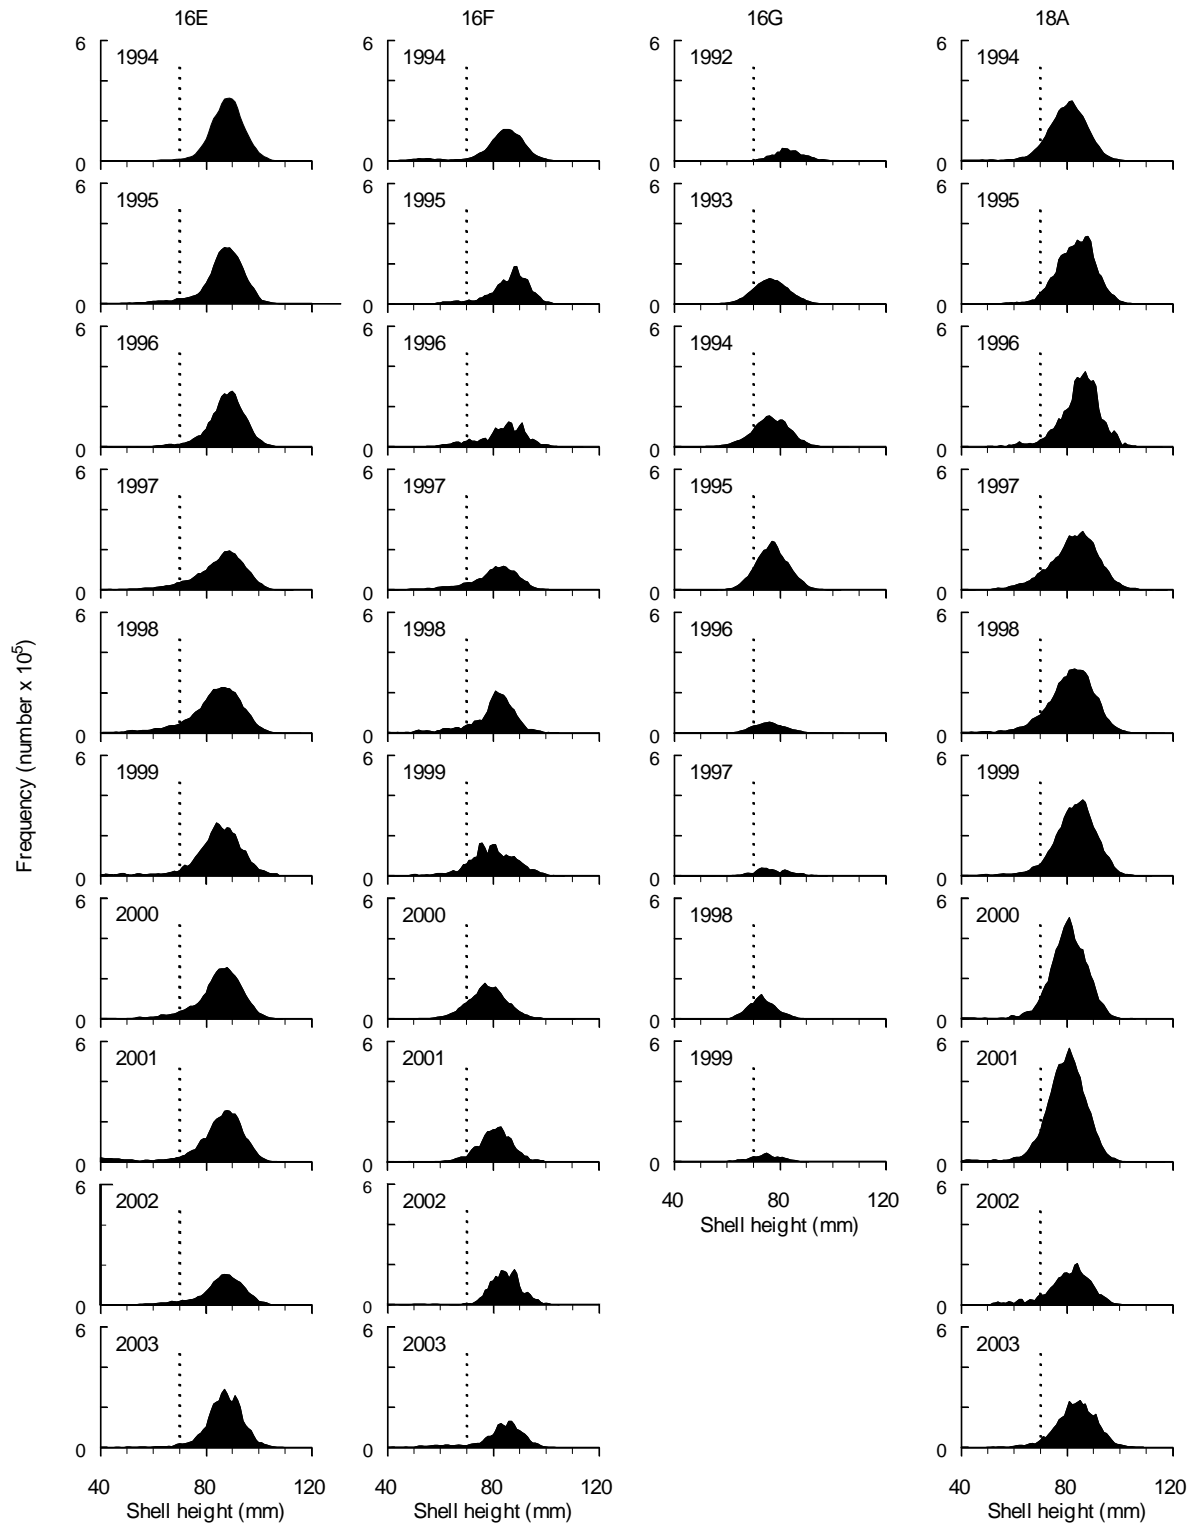 16E 16F 16G 18A
6 1994 0 6 1994 0 6 1992 0 6 1994 0
6 1995 0 6 1995 0 6 1993 0 6 1995 0
6 1996 0 6 1996 0 6 1994 0 6 1996 0
6 1997 0 6 1997 0 6 1995 0 6 1997 0
6 1998 0 6 1998 0 6 1996 0 6 1998 0
6 1999 0 6 1999 0 6 1997 0 6 1999 0
6 2000 0 6 2000 0 6 1998 0 6 2000 0
6 2001 0 6 2001 0 6 1999 0 6 2001 0
40 80 120
Shell height (mm)
6 2002 0 6 2002 0 6 2002 0
6 2003 0 6 2003 0 6 2003 0
40 80 120 40 80 120 40 80 120
Shell height (mm) Shell height (mm) Shell height (mm)
Frequency (number x 10⁵)